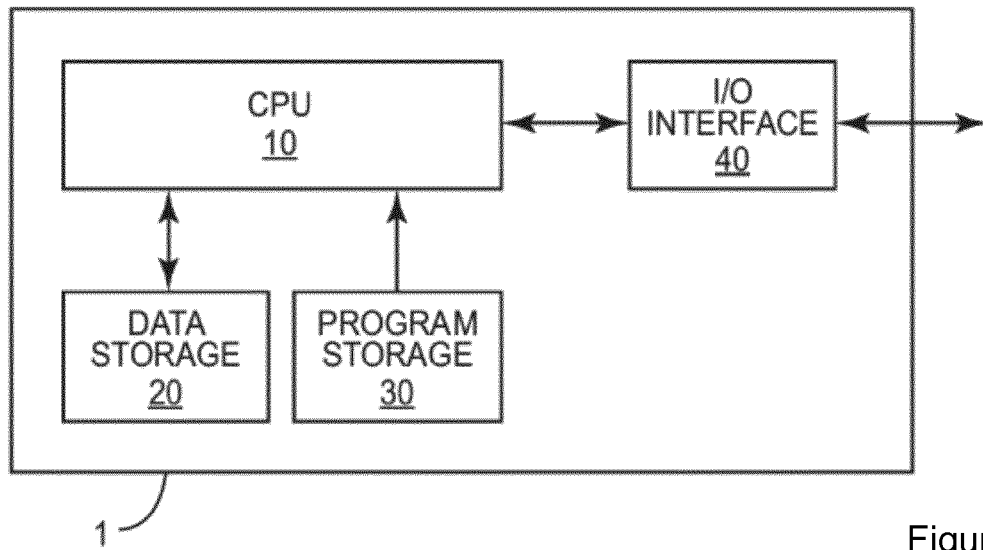 CPU
10
I/O
INTERFACE
40
DATA
STORAGE
20
PROGRAM
STORAGE
30
1